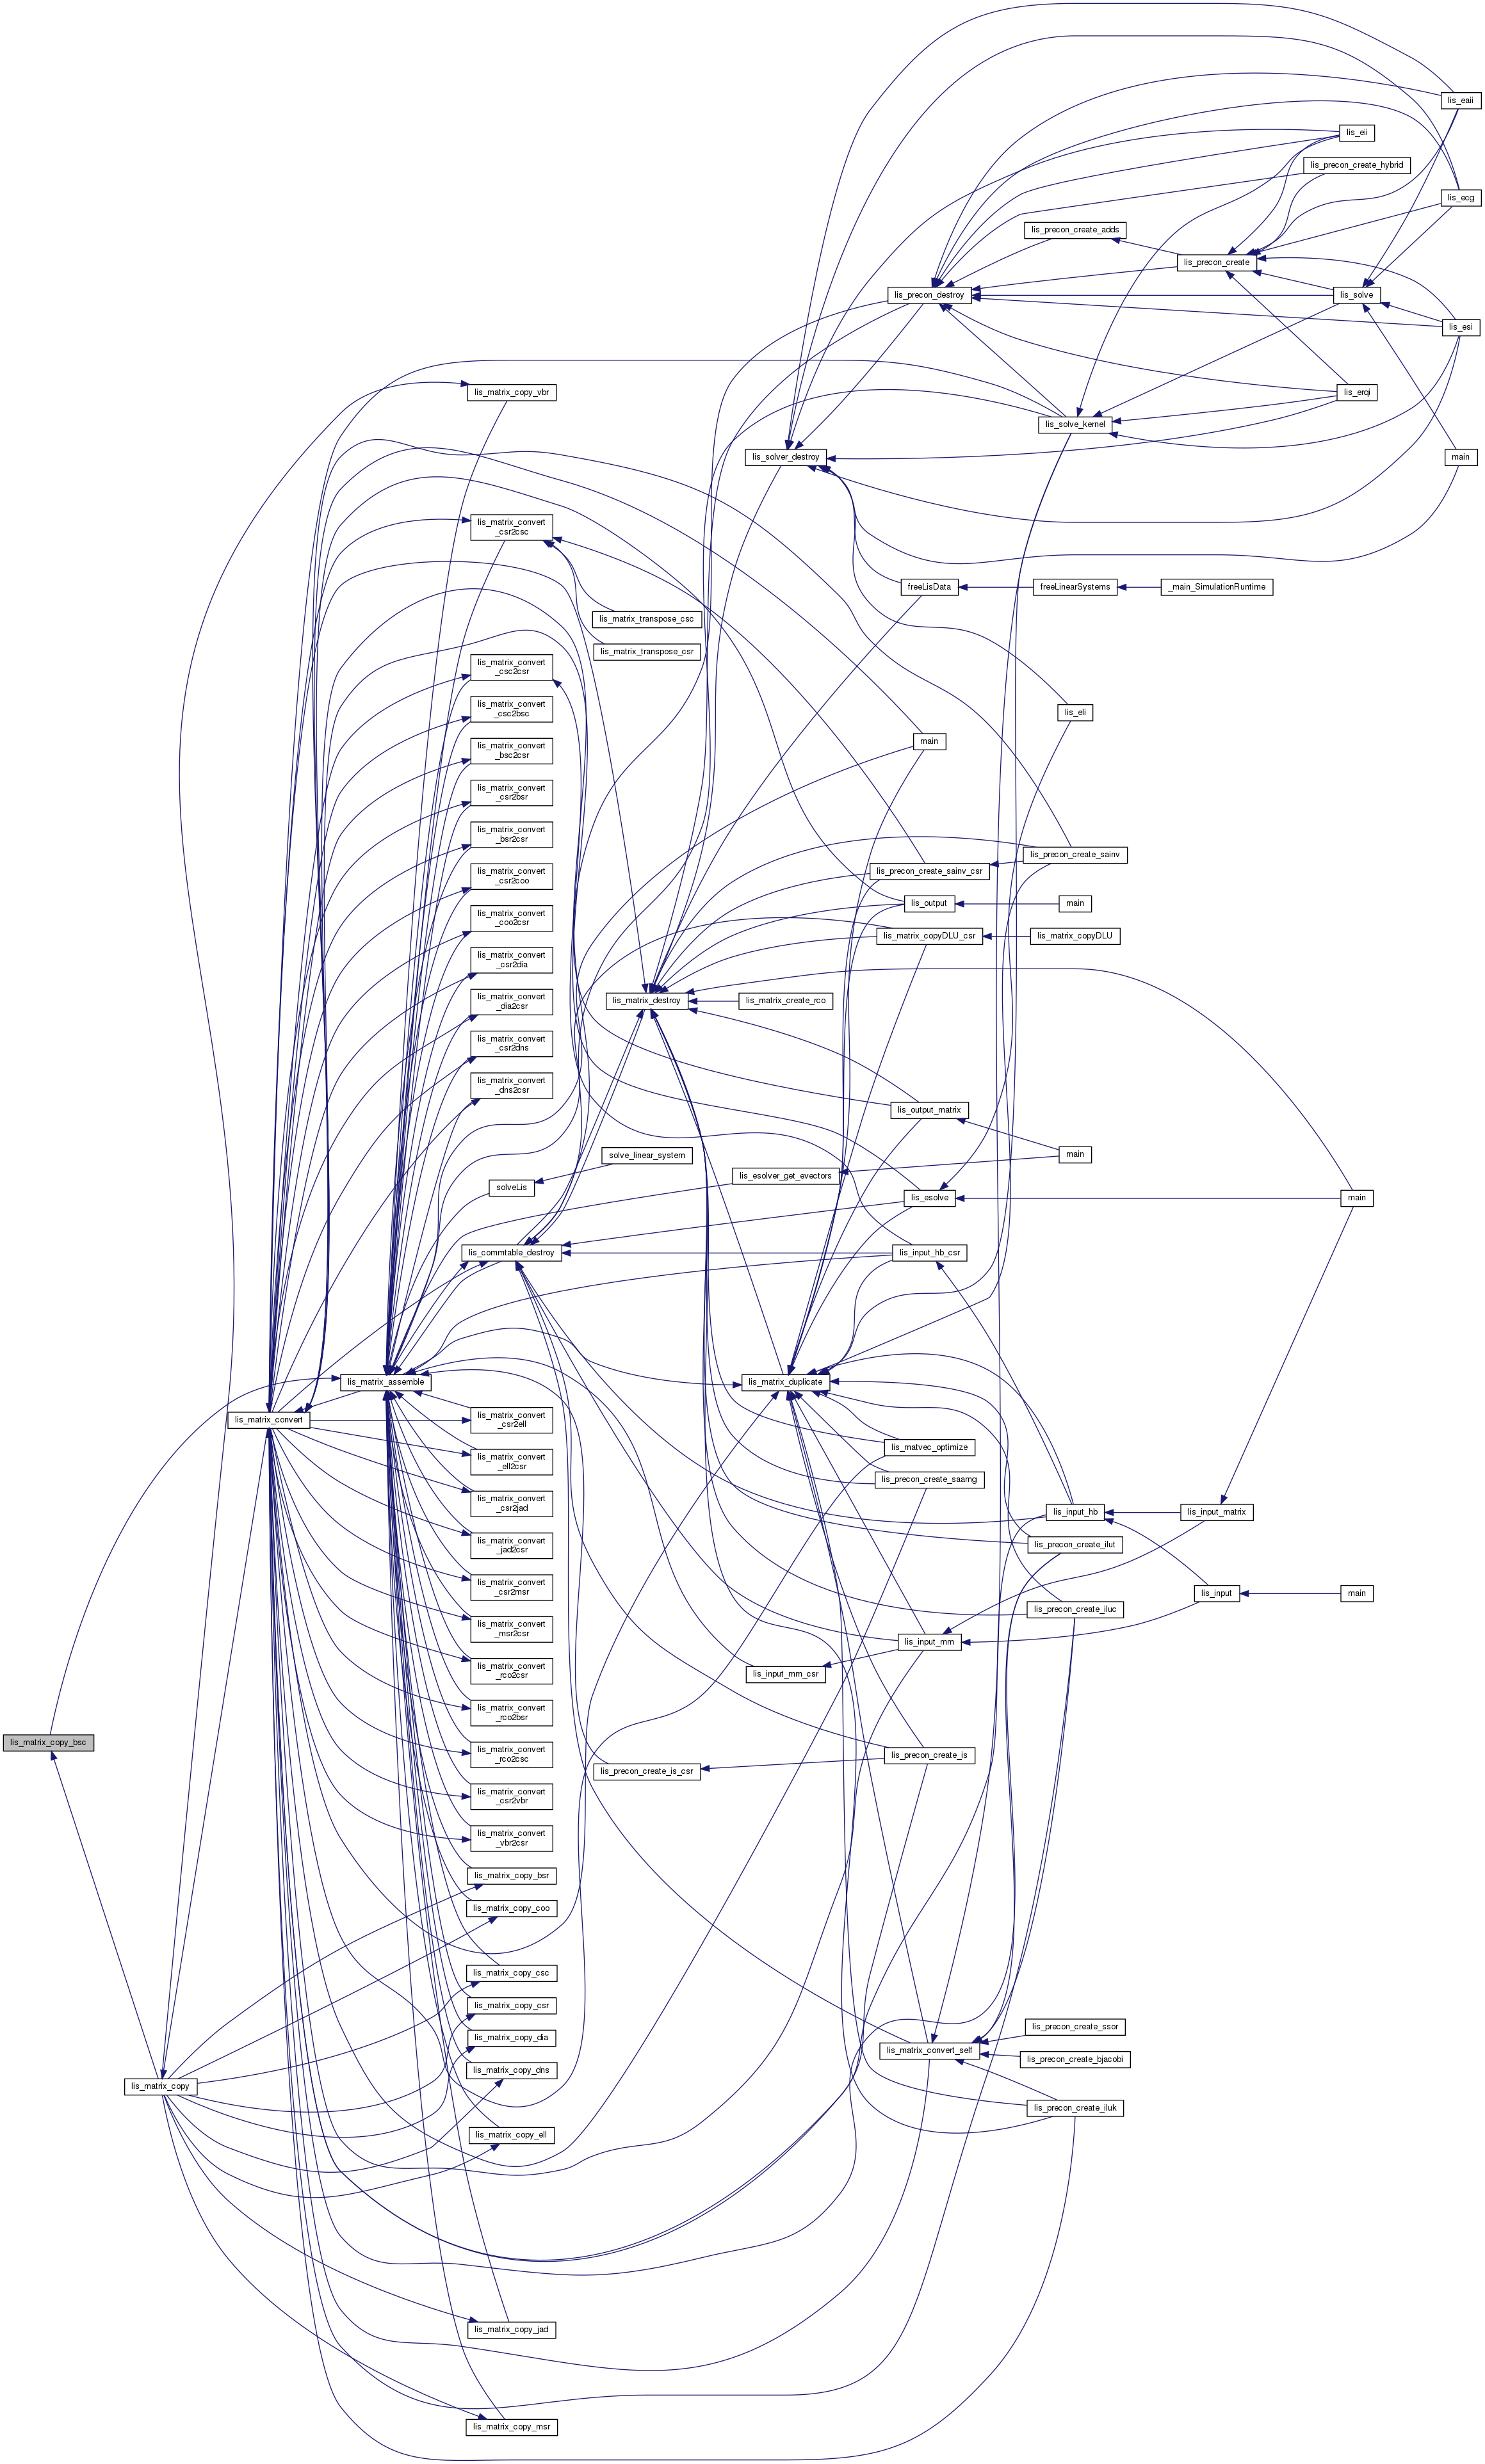 lis_eaii
lis_eii
lis_precon_create_hybrid
lis_ecg
lis_precon_create_adds
lis_precon_create
lis_precon_destroy
lis_solve
lis_esi
lis_matrix_copy_vbr
lis_erqi
lis_solve_kernel
lis_solver_destroy
main
lis_matrix_convert
_csr2csc
freeLisData
freeLinearSystems
_main_SimulationRuntime
lis_matrix_transpose_csc
lis_matrix_transpose_csr
lis_matrix_convert
_csc2csr
lis_matrix_convert
_csc2bsc
lis_eli
main
lis_matrix_convert
_bsc2csr
lis_matrix_convert
_csr2bsr
lis_matrix_convert
_bsr2csr
lis_precon_create_sainv
lis_precon_create_sainv_csr
lis_matrix_convert
_csr2coo
lis_output
main
lis_matrix_convert
_coo2csr
lis_matrix_copyDLU_csr
lis_matrix_copyDLU
lis_matrix_convert
_csr2dia
lis_matrix_destroy
lis_matrix_create_rco
lis_matrix_convert
_dia2csr
lis_matrix_convert
_csr2dns
lis_matrix_convert
_dns2csr
lis_output_matrix
solve_linear_system
main
lis_esolver_get_evectors
solveLis
lis_esolve
main
lis_commtable_destroy
lis_input_hb_csr
lis_matrix_assemble
lis_matrix_duplicate
lis_matrix_convert
lis_matrix_convert
_csr2ell
lis_matvec_optimize
lis_matrix_convert
_ell2csr
lis_precon_create_saamg
lis_matrix_convert
_csr2jad
lis_input_hb
lis_input_matrix
lis_matrix_convert
_jad2csr
lis_precon_create_ilut
lis_matrix_convert
_csr2msr
lis_input
main
lis_precon_create_iluc
lis_matrix_convert
_msr2csr
lis_input_mm
lis_matrix_convert
_rco2csr
lis_input_mm_csr
lis_matrix_convert
_rco2bsr
lis_matrix_copy_bsc
lis_matrix_convert
_rco2csc
lis_precon_create_is
lis_precon_create_is_csr
lis_matrix_convert
_csr2vbr
lis_matrix_convert
_vbr2csr
lis_matrix_copy_bsr
lis_matrix_copy_coo
lis_matrix_copy_csc
lis_matrix_copy_csr
lis_precon_create_ssor
lis_matrix_copy_dia
lis_matrix_convert_self
lis_precon_create_bjacobi
lis_matrix_copy_dns
lis_matrix_copy
lis_precon_create_iluk
lis_matrix_copy_ell
lis_matrix_copy_jad
lis_matrix_copy_msr